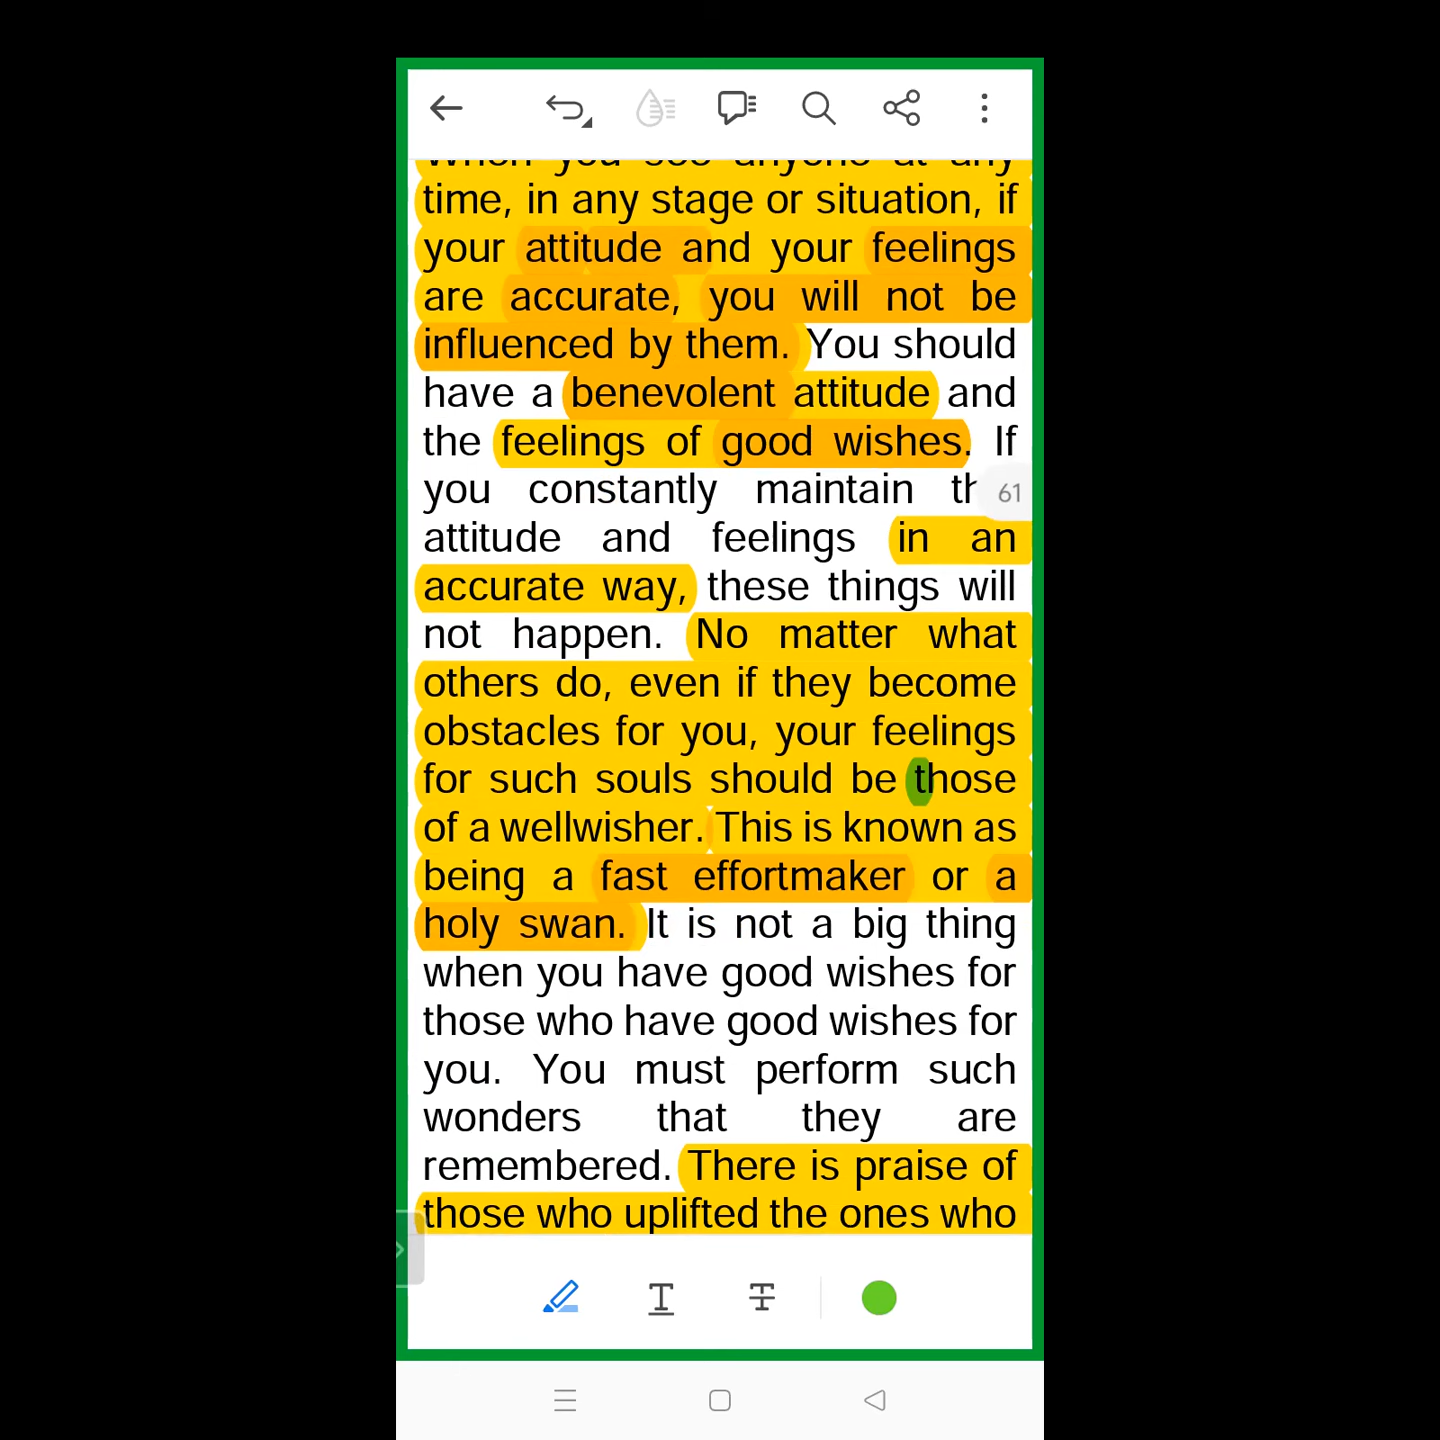 When you see anyone at any
time, in any stage or situation, if
your attitude and your feelings
are accurate, you will not be
influenced by them. You should
have a benevolent attitude and
the feelings of good wishes. If
you constantly maintain
61
attitude and feelings in an
accurate way, these things will
not happen. No matter what
others do, even if they become
obstacles for you, your feelings
for such souls should be those
of a wellwisher. This is known as
being a fast effortmaker or a
holy swan. It is not a big thing
when you have good wishes for
those who have good wishes for
you. You must perform such
wonders that they are
remembered. There is praise of
those who uplifted the ones who